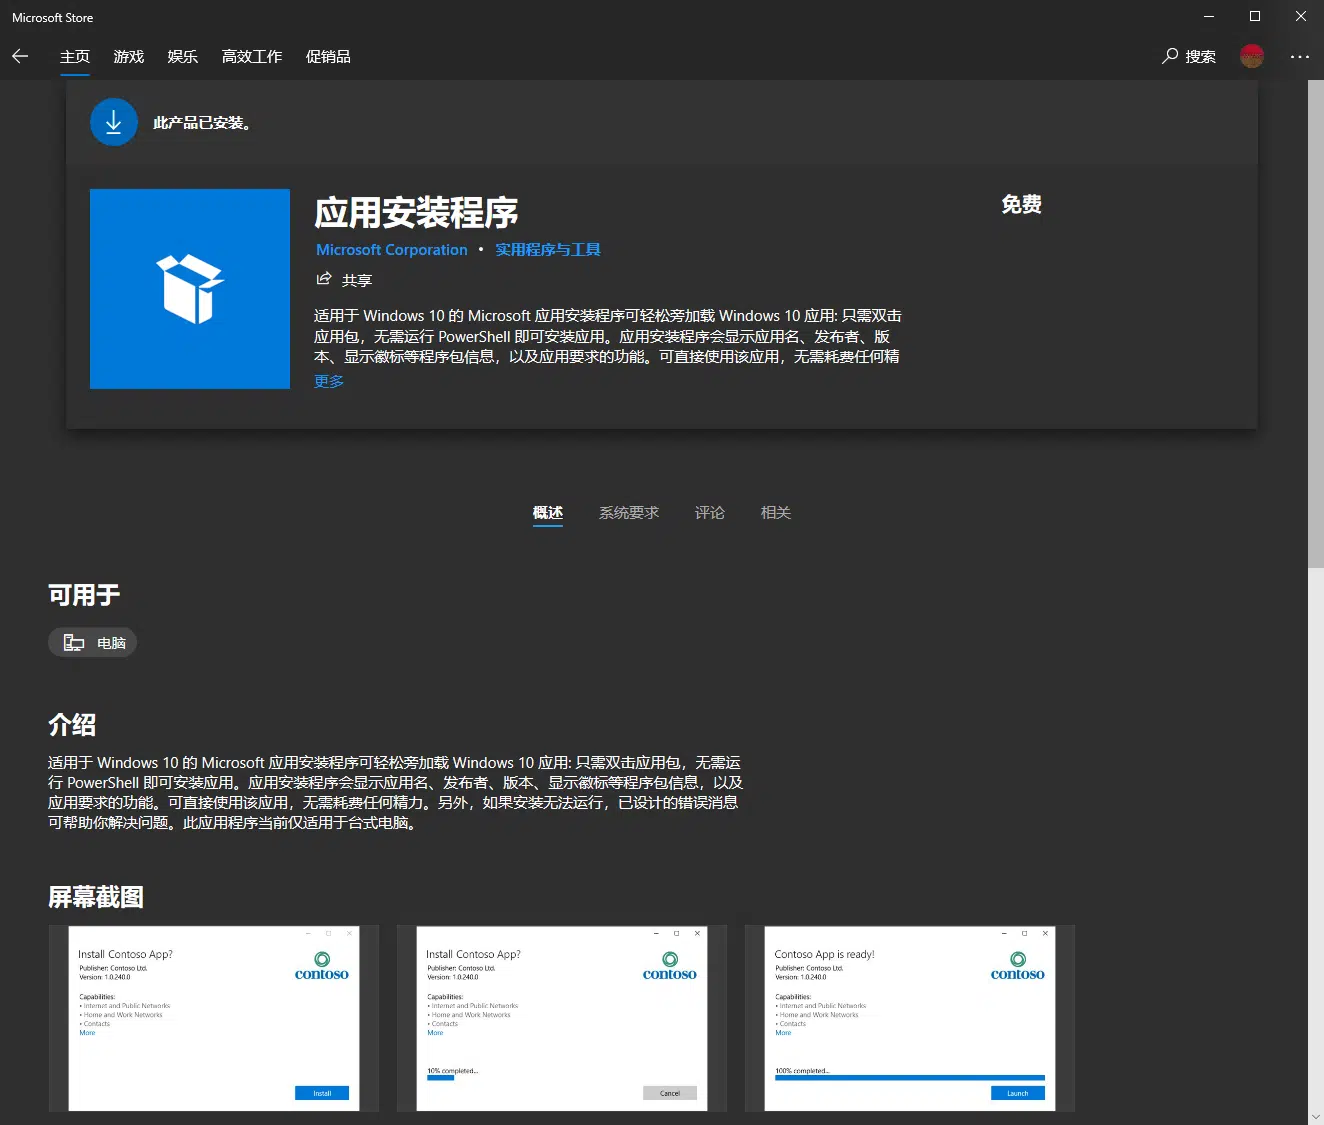 Microsoft Store
主页 游戏 娱乐 高效工作 促销品 搜索
此产品已安装。
应用安装程序
免费
Microsoft Corporation • 实用程序与工具
共享
适用于 Windows 10 的 Microsoft 应用安装程序可轻松旁加载 Windows 10 应用: 只需双击
应用包，无需运行 PowerShell 即可安装应用。应用安装程序会显示应用名、发布者、版
本、显示徽标等程序包信息，以及应用要求的功能。可直接使用该应用，无需耗费任何精
更多
概述 系统要求 评论 相关
可用于
电脑
介绍
适用于 Windows 10 的 Microsoft 应用安装程序可轻松旁加载 Windows 10 应用: 只需双击应用包，无需运
行 PowerShell 即可安装应用。应用安装程序会显示应用名、发布者、版本、显示徽标等程序包信息，以及
应用要求的功能。可直接使用该应用，无需耗费任何精力。另外，如果安装无法运行，已设计的错误消息
可帮助你解决问题。此应用程序当前仅适用于台式电脑。
屏幕截图
Install Contoso App?
Publisher: Contoso Ltd.
Version: 1.0.240.0
contoso
Capabilities:
• Internet and Public Networks
• Home and Work Networks
• Contacts
More
Install
Install Contoso App?
Publisher: Contoso Ltd.
Version: 1.0.240.0
contoso
Capabilities:
• Internet and Public Networks
• Home and Work Networks
• Contacts
More
10% completed...
Cancel
Contoso App is ready!
Publisher: Contoso Ltd.
Version: 1.0.240.0
contoso
Capabilities:
• Internet and Public Networks
• Home and Work Networks
• Contacts
More
100% completed...
Launch